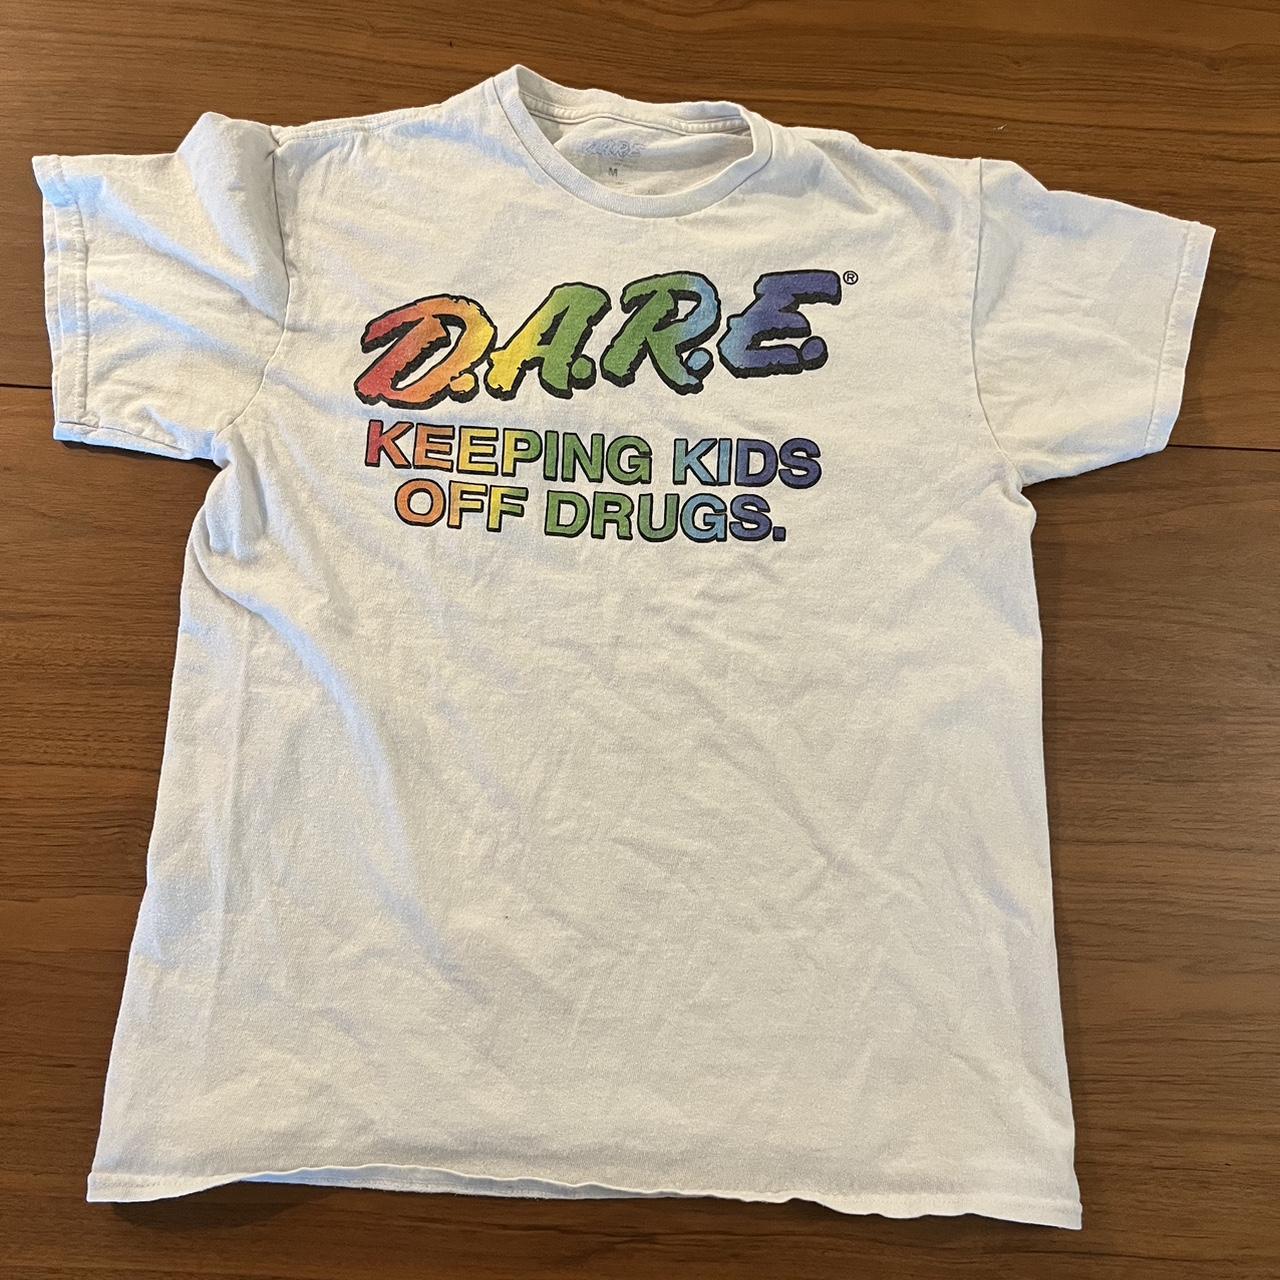 D.A.R.E.
M
D.A.R.E.®
KEEPING KIDS
OFF DRUGS.